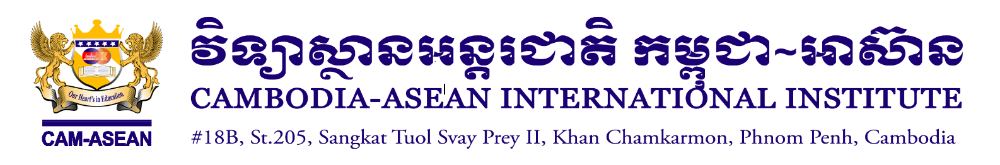 វិទ្យាស្ថានអន្តរជាតិ កម្ពុជា~អាស៊ាន
CAMBODIA-ASEAN INTERNATIONAL INSTITUTE
#18B, St.205, Sangkat Tuol Svay Prey II, Khan Chamkarmon, Phnom Penh, Cambodia
Our Heart's in Education
CAM-ASEAN